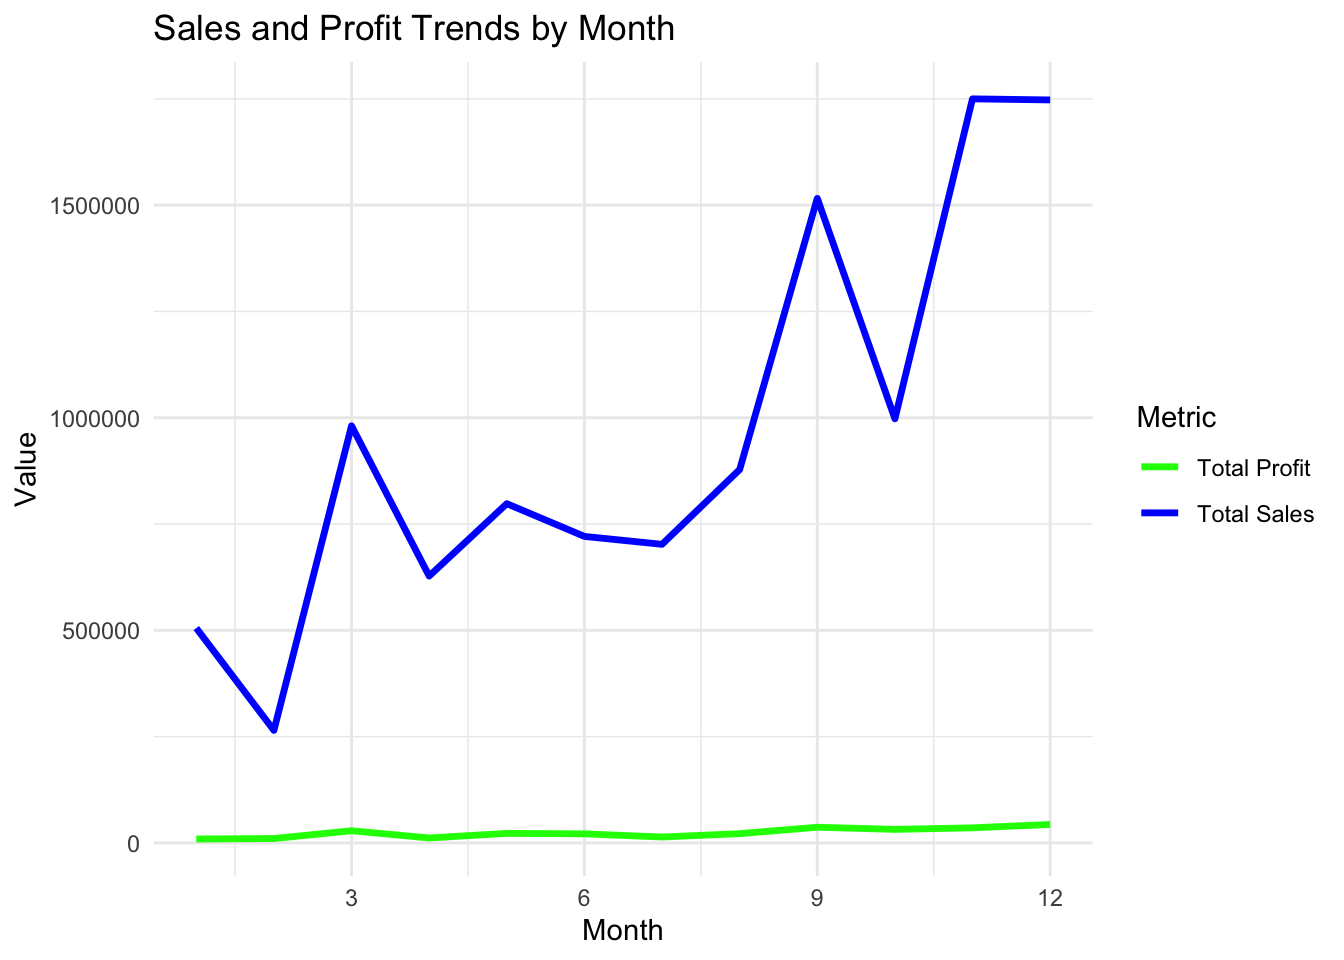 Sales and Profit Trends by Month
Value
1500000
1000000
500000
0
3
6
9
12
Month
Metric
Total Profit
Total Sales